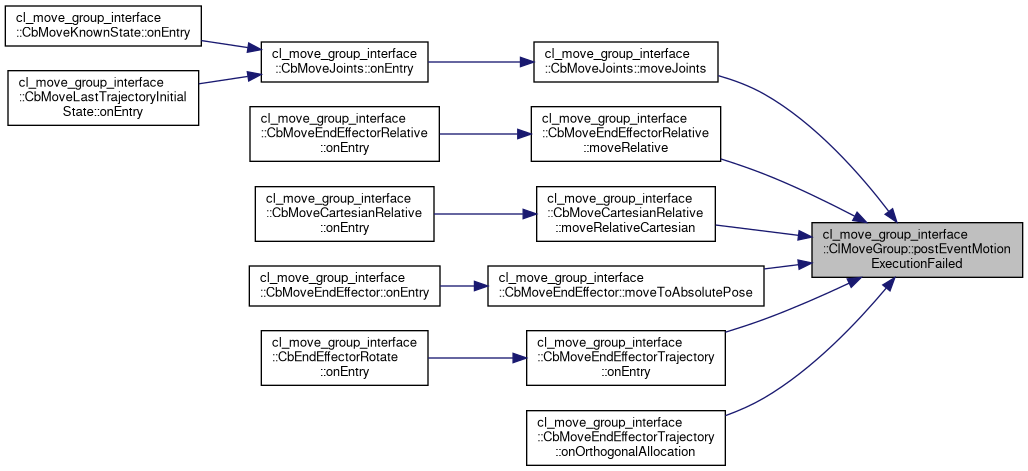 cl_move_group_interface
::CbMoveKnownState::onEntry
cl_move_group_interface
::CbMoveLastTrajectoryInitial
State::onEntry
cl_move_group_interface
::CbMoveJoints::onEntry
cl_move_group_interface
::CbMoveJoints::moveJoints
cl_move_group_interface
::CbMoveEndEffectorRelative
::onEntry
cl_move_group_interface
::CbMoveEndEffectorRelative
::moveRelative
cl_move_group_interface
::CbMoveCartesianRelative
::onEntry
cl_move_group_interface
::CbMoveCartesianRelative
::moveRelativeCartesian
cl_move_group_interface
::ClMoveGroup::postEventMotion
ExecutionFailed
cl_move_group_interface
::CbMoveEndEffector::onEntry
cl_move_group_interface
::CbMoveEndEffector::moveToAbsolutePose
cl_move_group_interface
::CbEndEffectorRotate
::onEntry
cl_move_group_interface
::CbMoveEndEffectorTrajectory
::onEntry
cl_move_group_interface
::CbMoveEndEffectorTrajectory
::onOrthogonalAllocation